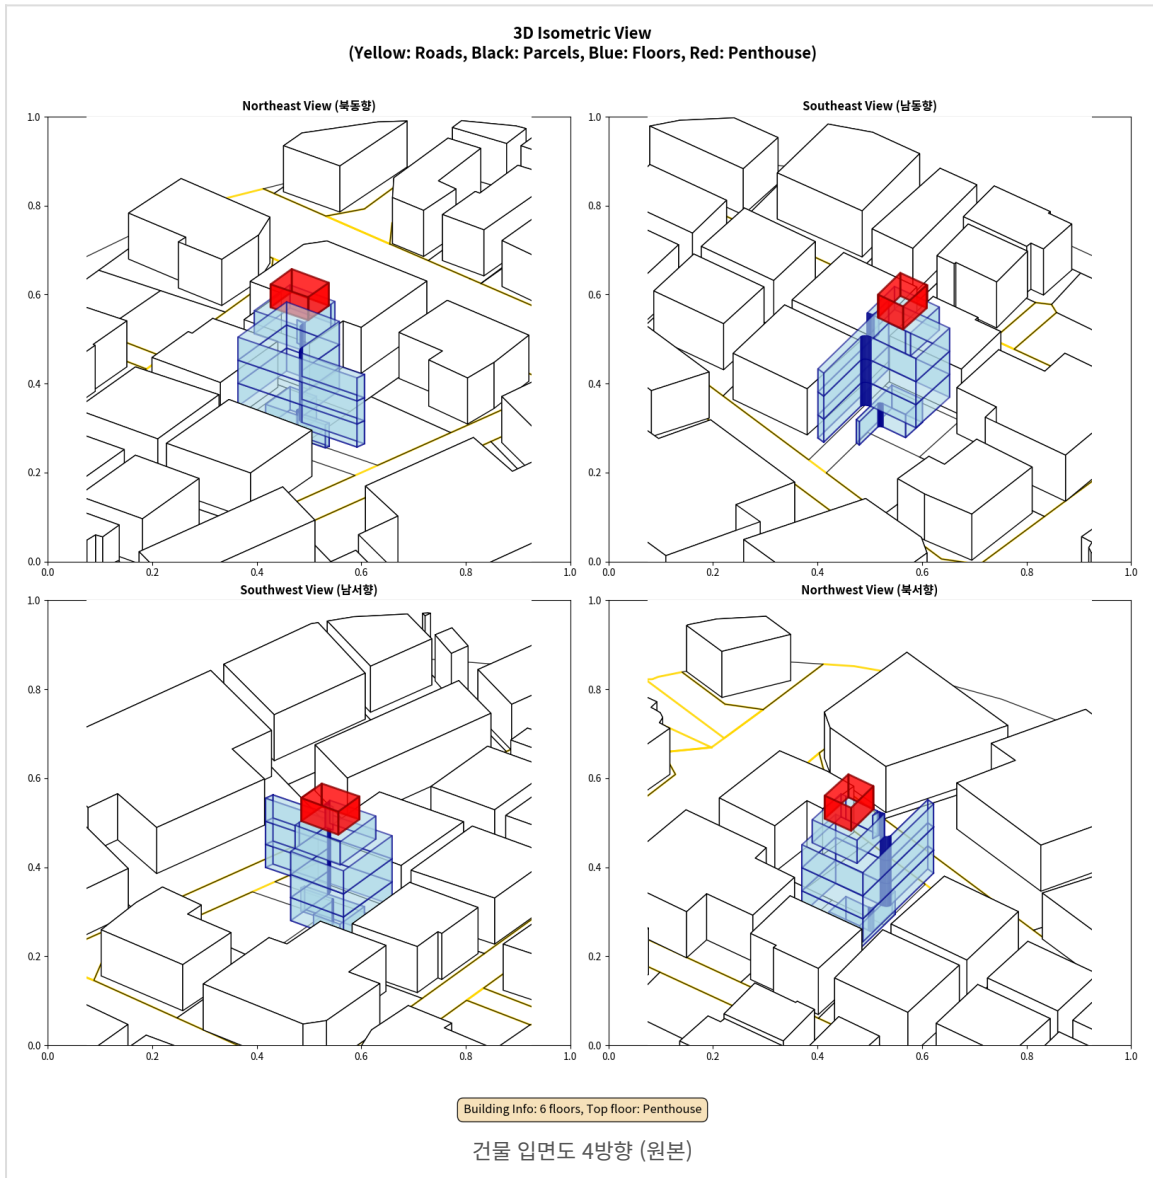 3D Isometric View
(Yellow: Roads, Black: Parcels, Blue: Floors, Red: Penthouse)
Northeast View (북동향)
1.0
0.8
0.6
0.4
0.2
0.0
0.0 0.2 0.4 0.6 0.8 1.0
Southeast View (남동향)
1.0
0.8
0.6
0.4
0.2
0.0
0.0 0.2 0.4 0.6 0.8 1.0
Southwest View (남서향)
1.0
0.8
0.6
0.4
0.2
0.0
0.0 0.2 0.4 0.6 0.8 1.0
Northwest View (북서향)
1.0
0.8
0.6
0.4
0.2
0.0
0.0 0.2 0.4 0.6 0.8 1.0
Building Info: 6 floors, Top floor: Penthouse
건물 입면도 4방향 (원본)